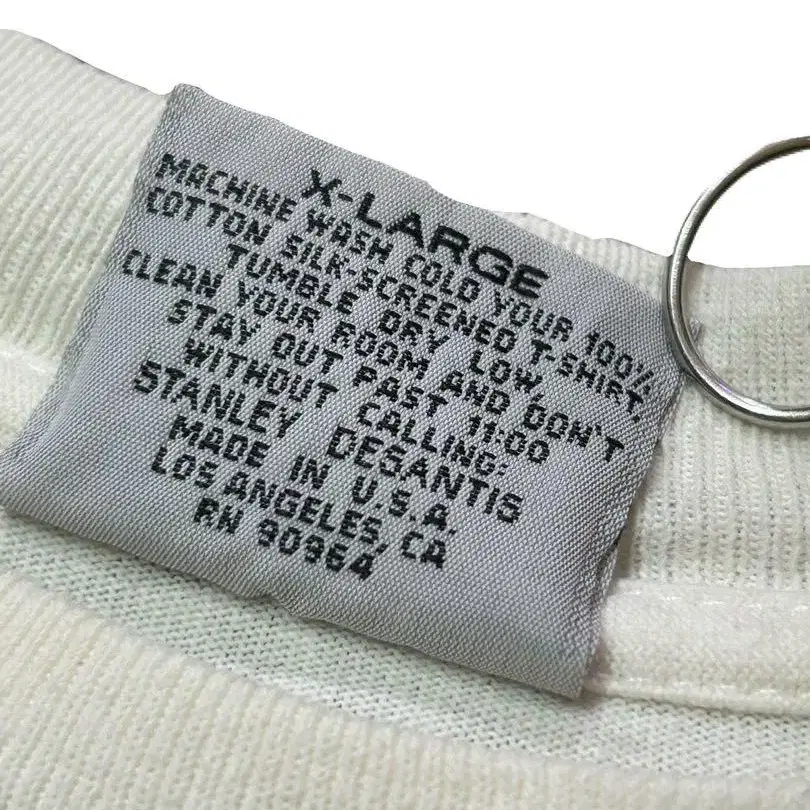 X-LARGE
MACHINE WASH COLD YOUR 100%
COTTON SILK-SCREENED T-SHIRT,
TUMBLE DRY LOW,
CLEAN YOUR ROOM AND DON'T
STAY OUT PAST 11:00
WITHOUT CALLING:
STANLEY DESANTIS
MADE IN U.S.A.
LOS ANGELES, CA
RN 90964